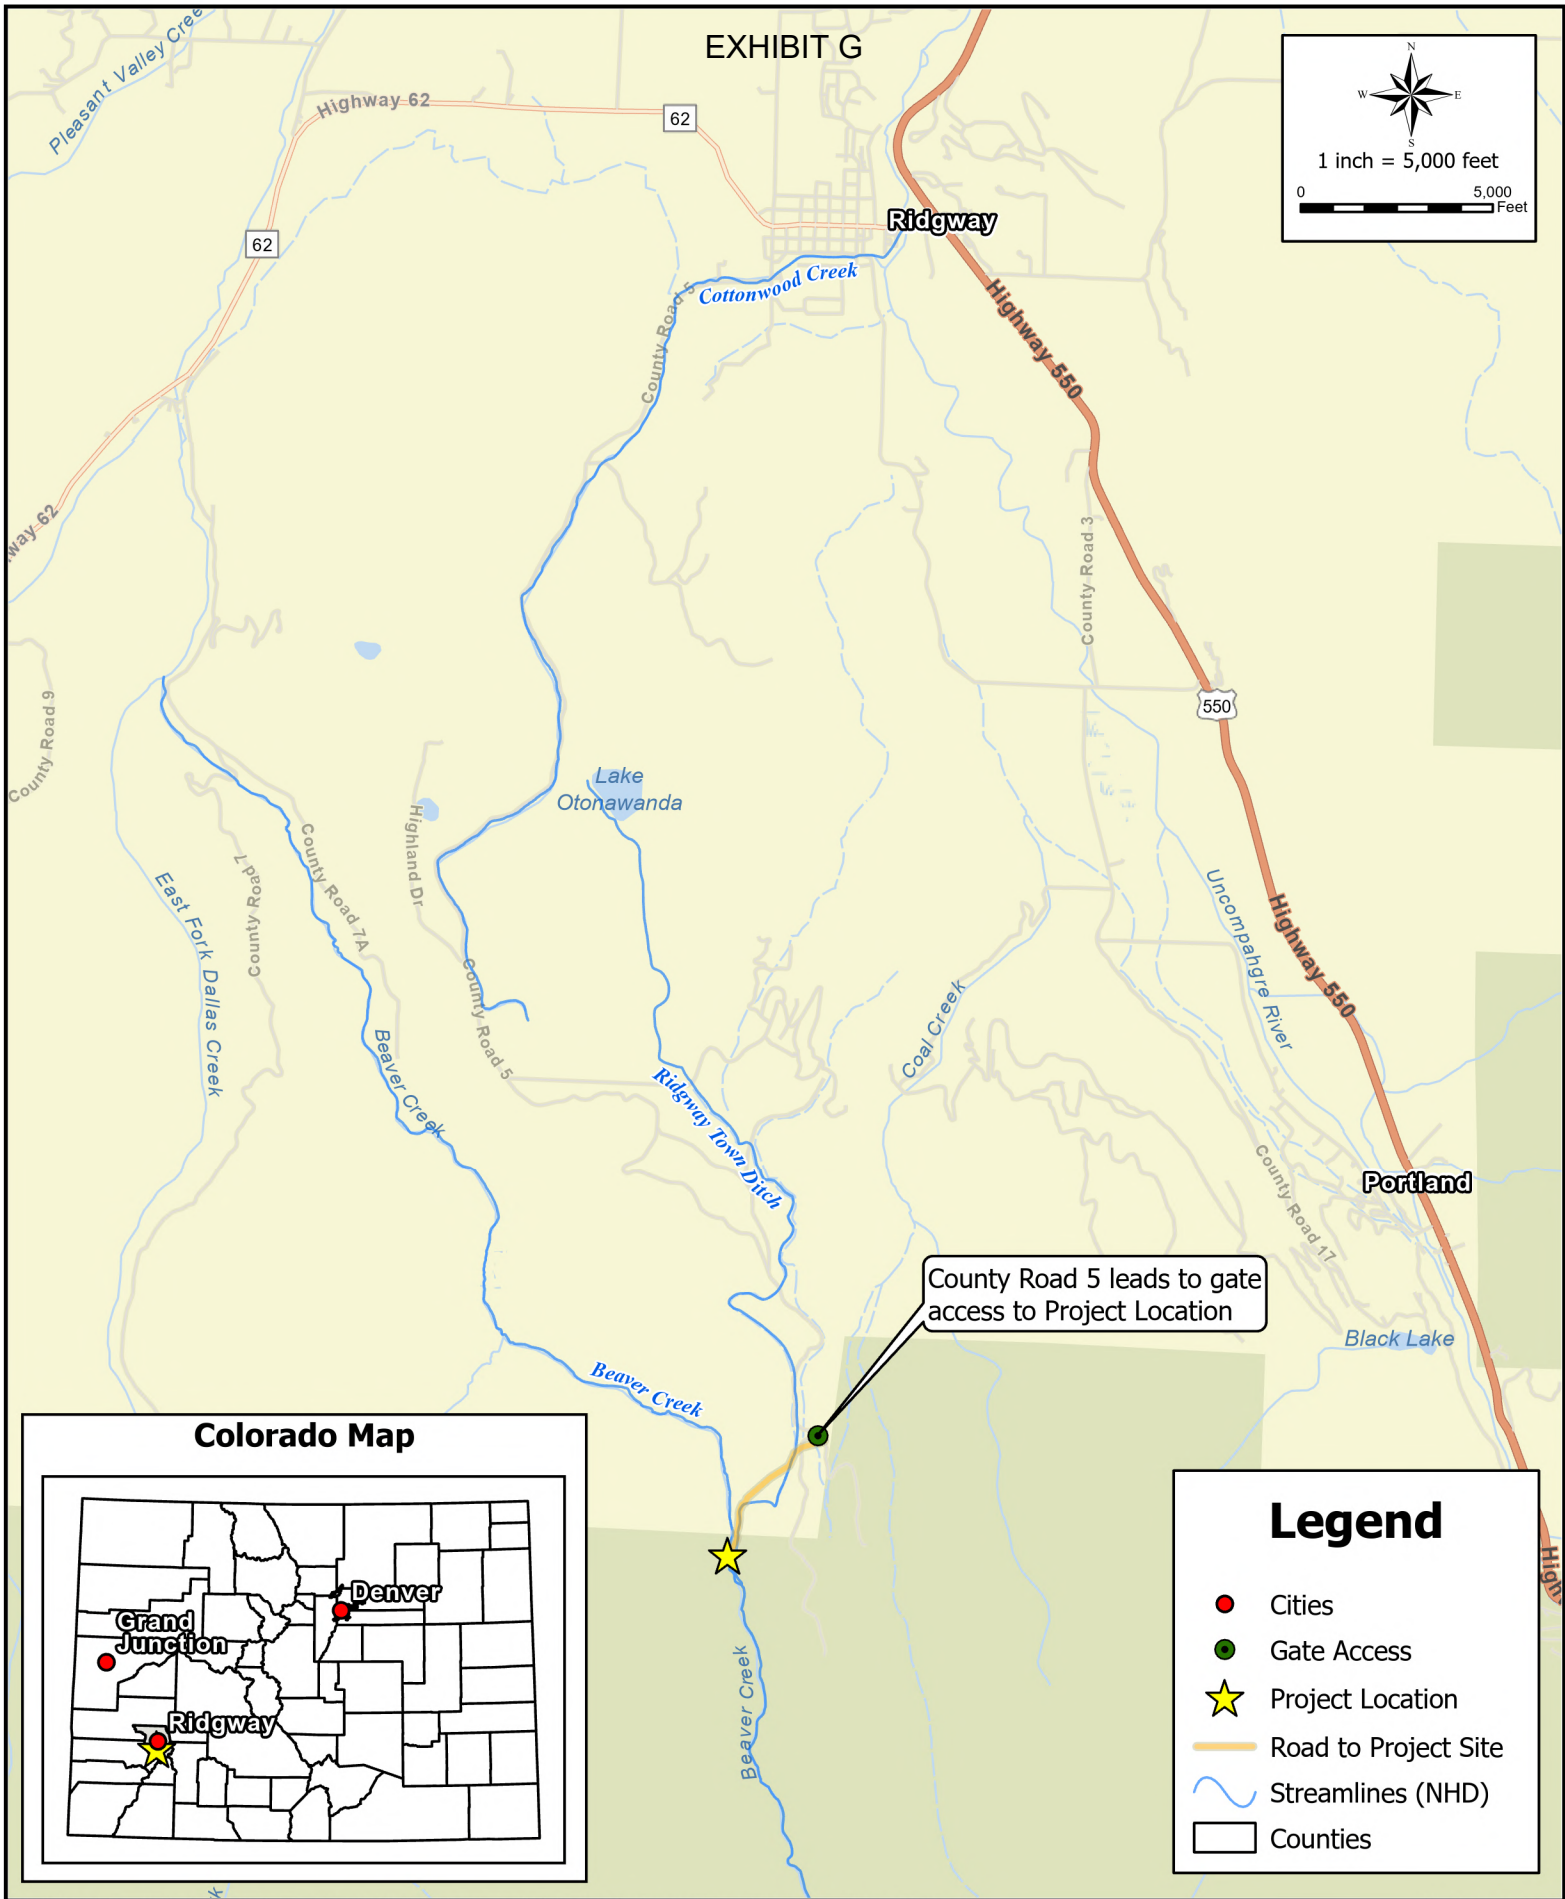 EXHIBIT G
N
W
E
S
1 inch = 5,000 feet
0
5,000
Feet
Pleasant Valley Cree
Highway 62
62
62
Ridgway
Cottonwood Creek
County Road 5
Highway 550
way 62
County Road 3
County Road 9
550
Lake
Otonawanda
Highland Dr
County Road 7A
County Road 7
East Fork Dallas Creek
Uncompahgre River
Highway 550
County Road 5
Coal Creek
Beaver Creek
Ridgway Town Ditch
County Road 17
Portland
County Road 5 leads to gate
access to Project Location
Black Lake
Beaver Creek
Beaver Creek
High
k
Colorado Map
Denver
Grand
Junction
Ridgway
Legend
Cities
Gate Access
Project Location
Road to Project Site
Streamlines (NHD)
Counties